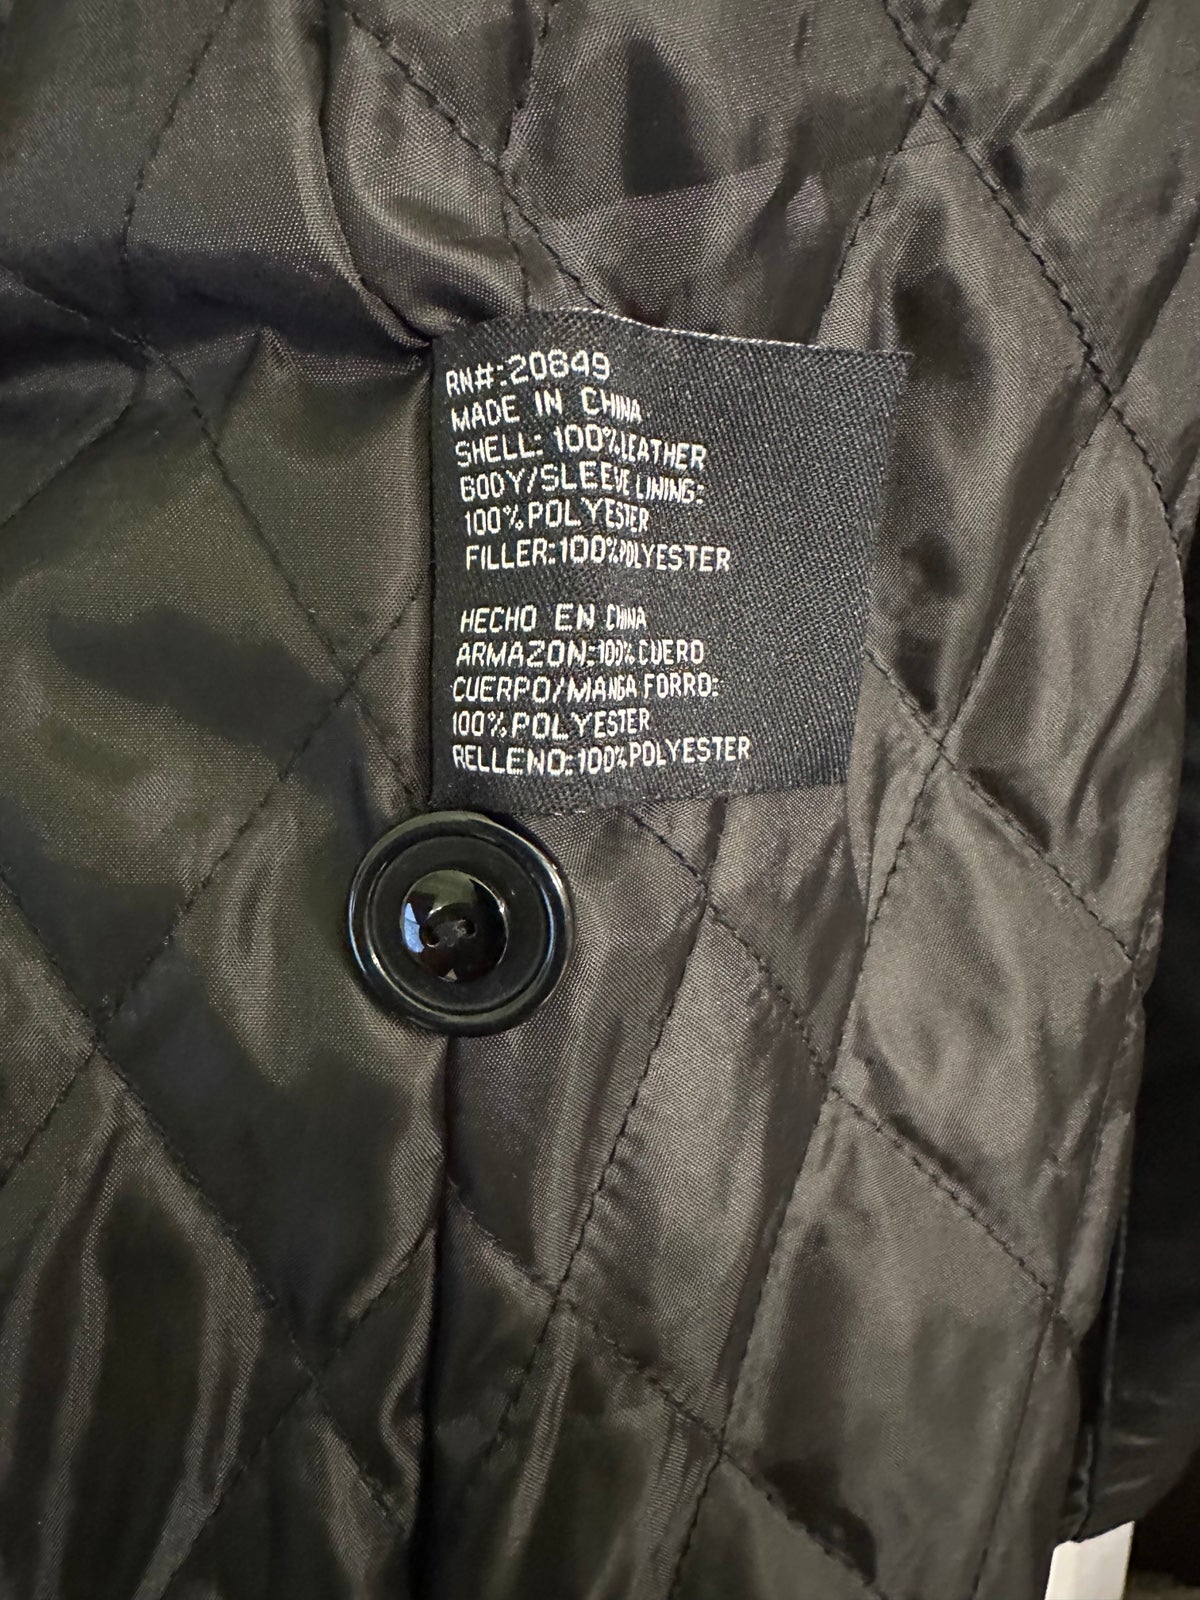 RN#:20849
MADE IN CHINA
SHELL: 100%LEATHER
BODY/SLEEVE LINING:
100%POLYESTER
FILLER:100%POLYESTER
HECHO EN CHINA
ARMAZON:100%CUERO
CUERPO/MANGA FORRO:
100%POLYESTER
RELLENO:100%POLYESTER